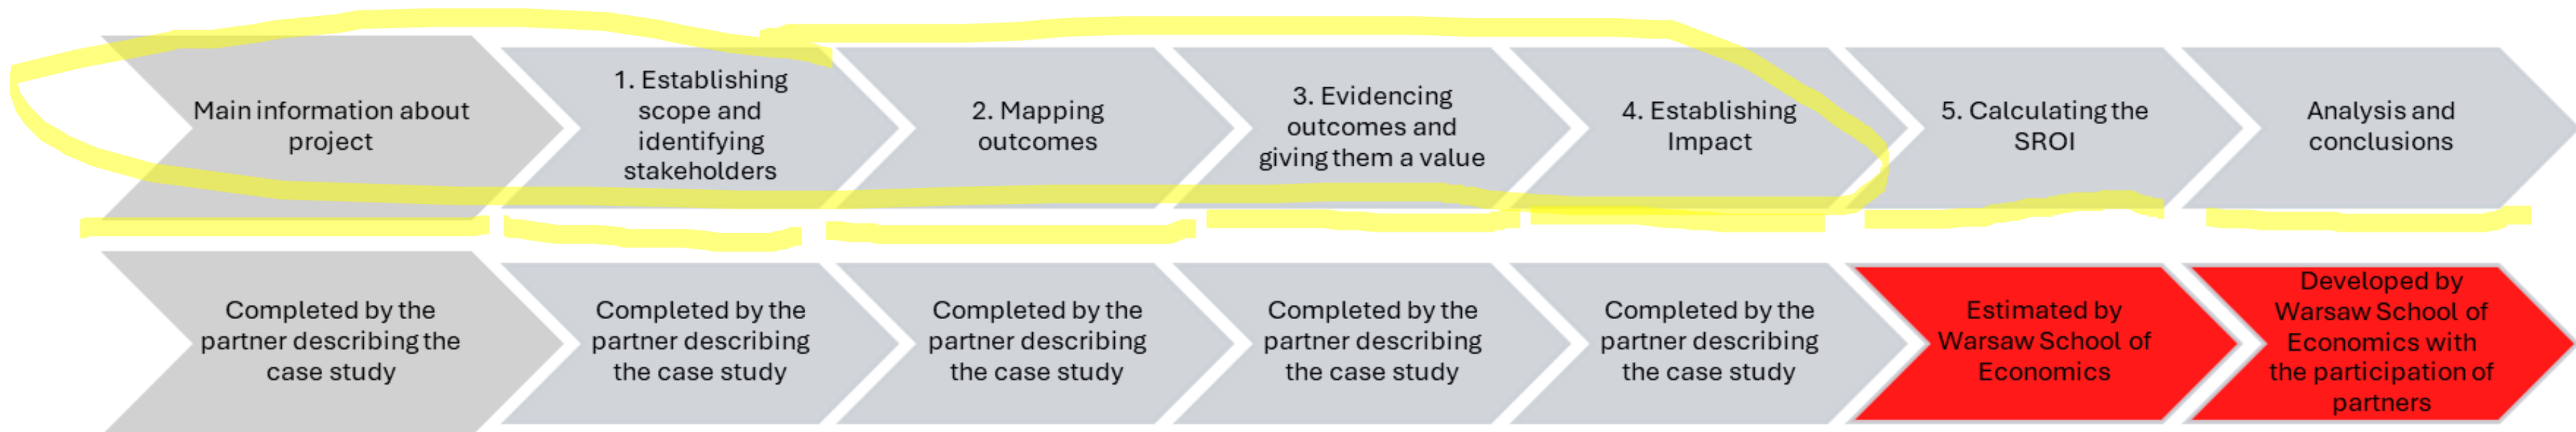 Main information about
project
1. Establishing
scope and
identifying
stakeholders
2. Mapping
outcomes
3. Evidencing
outcomes and
giving them a value
4. Establishing
Impact
5. Calculating the
SROI
Analysis and
conclusions
Completed by the
partner describing the
case study
Completed by the
partner describing
the case study
Completed by the
partner describing
the case study
Completed by the
partner describing
the case study
Completed by the
partner describing
the case study
Estimated by
Warsaw School of
Economics
Developed by
Warsaw School of
Economics with
the participation of
partners